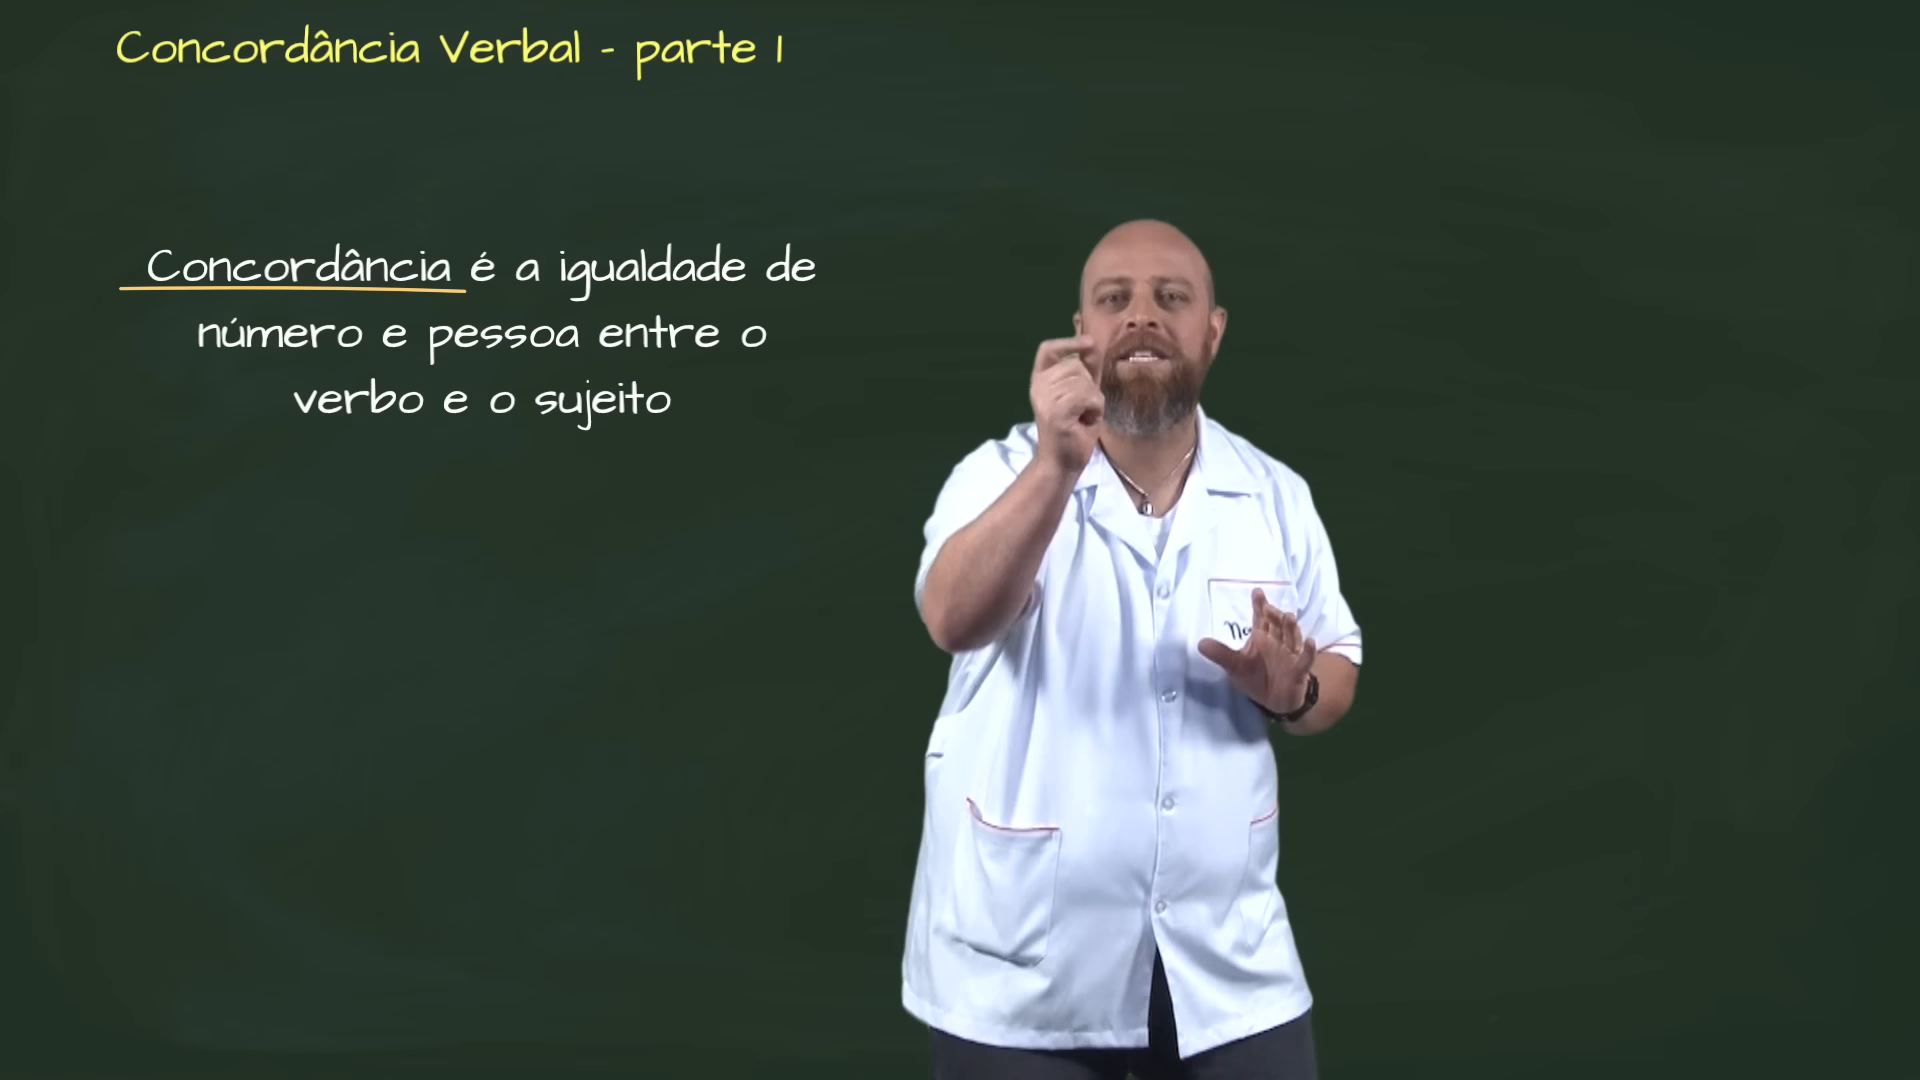 Concordância Verbal - parte 1
Concordância é a igualdade de
número e pessoa entre o
verbo e o sujeito